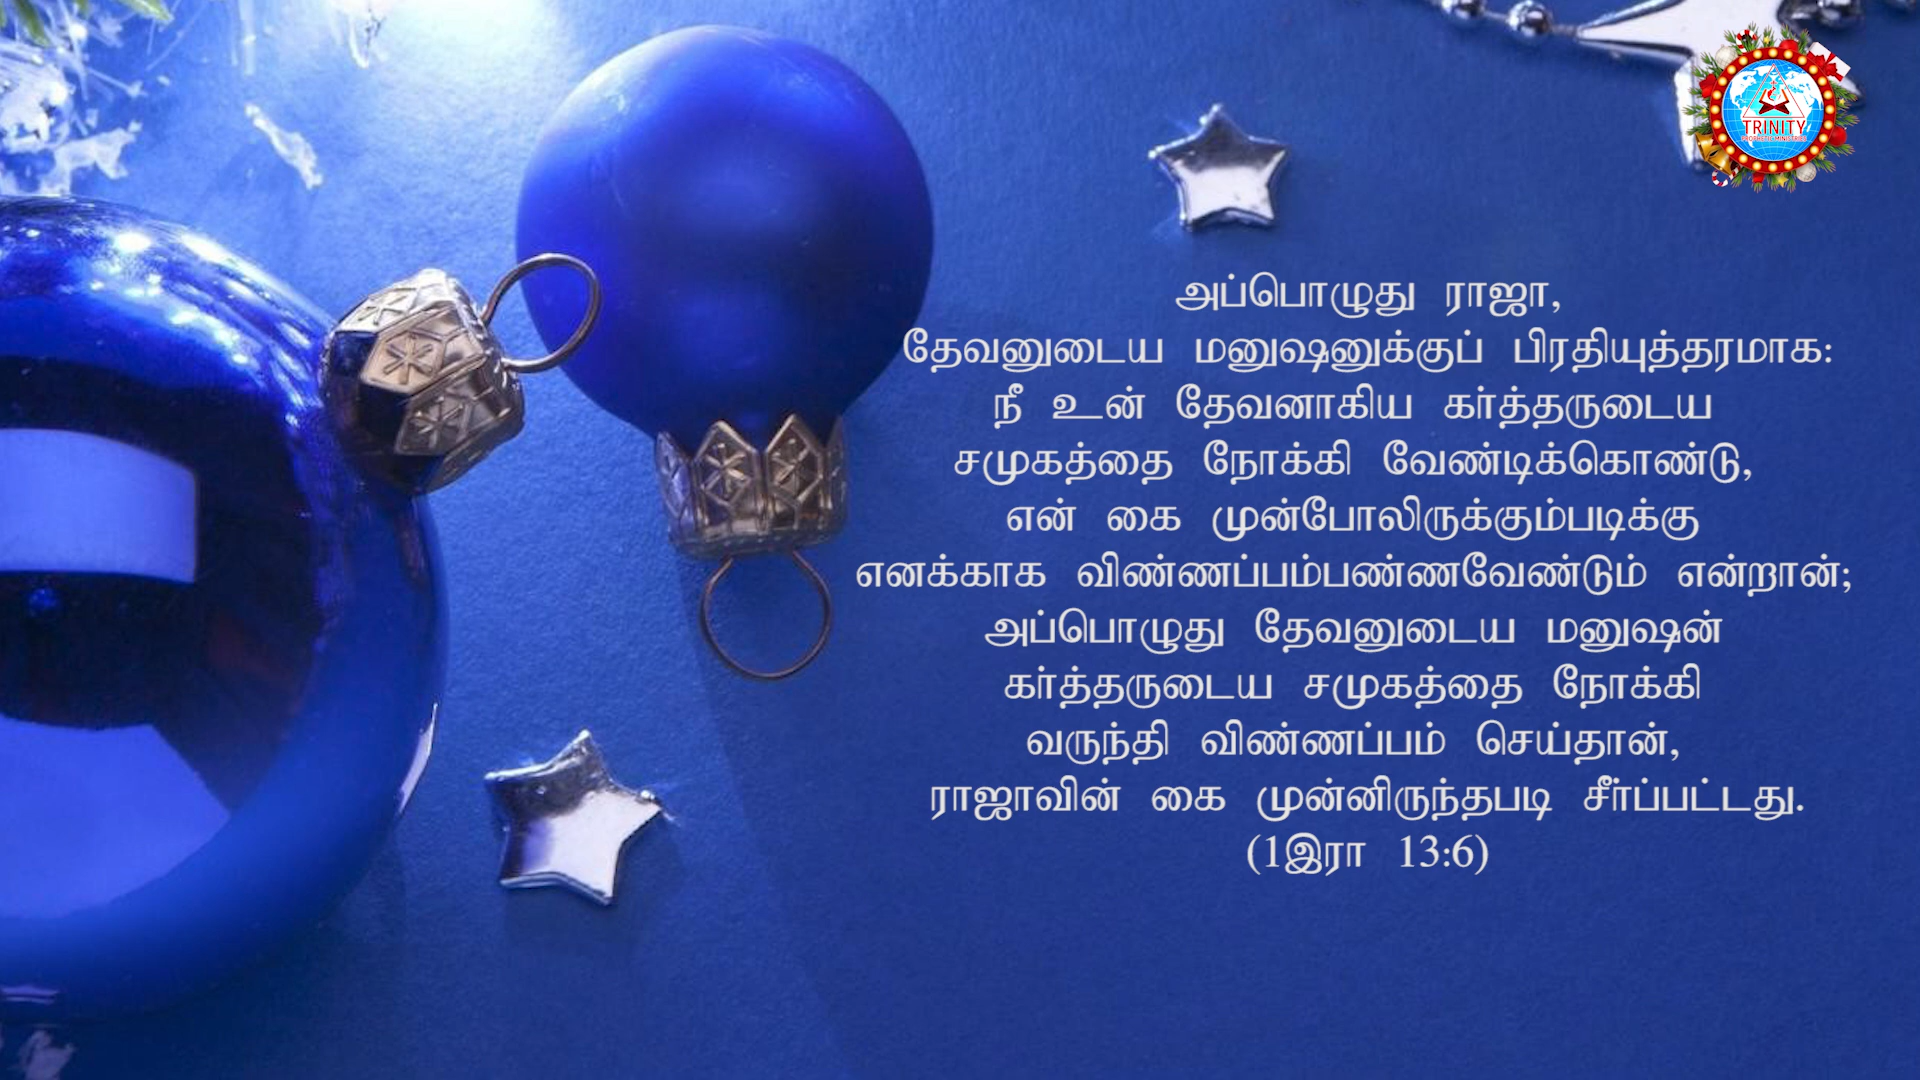 அப்பொழுது ராஜா,
தேவனுடைய மனுஷனுக்குப் பிரதியுத்தரமாக:
நீ உன் தேவனாகிய கர்த்தருடைய
சமுகத்தை நோக்கி வேண்டிக்கொண்டு,
என் கை முன்போலிருக்கும்படிக்கு
எனக்காக விண்ணப்பம்பண்ணவேண்டும் என்றான்;
அப்பொழுது தேவனுடைய மனுஷன்
கர்த்தருடைய சமுகத்தை நோக்கி
வருந்தி விண்ணப்பம் செய்தான்,
ராஜாவின் கை முன்னிருந்தபடி சீர்ப்பட்டது.
(1இரா 13:6)
TRINITY
PROPHETIC MINISTRIES